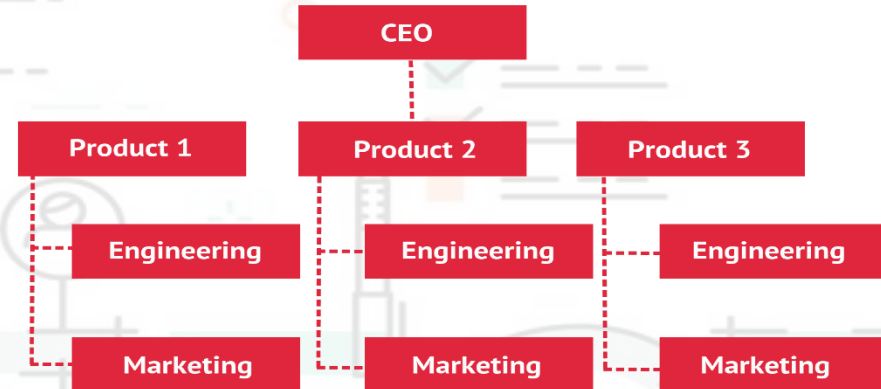 CEO
Product 1
Product 2
Product 3
Engineering
Engineering
Engineering
Marketing
Marketing
Marketing